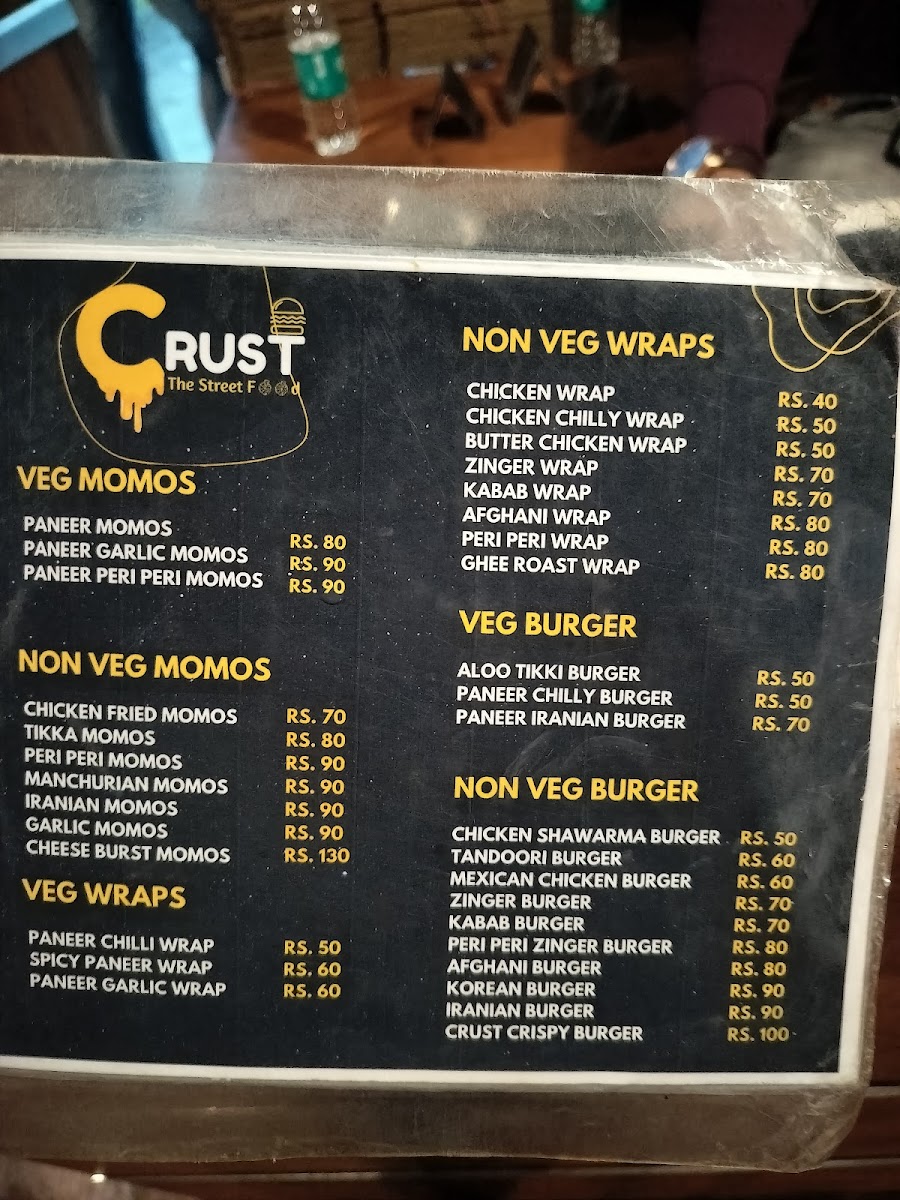 CRUST
The Street Food
VEG MOMOS
PANEER MOMOS RS. 80
PANEER GARLIC MOMOS RS. 90
PANEER PERI PERI MOMOS RS. 90
NON VEG MOMOS
CHICKEN FRIED MOMOS RS. 70
TIKKA MOMOS RS. 80
PERI PERI MOMOS RS. 90
MANCHURIAN MOMOS RS. 90
IRANIAN MOMOS RS. 90
GARLIC MOMOS RS. 90
CHEESE BURST MOMOS RS. 130
VEG WRAPS
PANEER CHILLI WRAP RS. 50
SPICY PANEER WRAP RS. 60
PANEER GARLIC WRAP RS. 60
NON VEG WRAPS
CHICKEN WRAP RS. 40
CHICKEN CHILLY WRAP RS. 50
BUTTER CHICKEN WRAP RS. 50
ZINGER WRAP RS. 70
KABAB WRAP RS. 70
AFGHANI WRAP RS. 80
PERI PERI WRAP RS. 80
GHEE ROAST WRAP RS. 80
VEG BURGER
ALOO TIKKI BURGER RS. 50
PANEER CHILLY BURGER RS. 50
PANEER IRANIAN BURGER RS. 70
NON VEG BURGER
CHICKEN SHAWARMA BURGER RS. 50
TANDOORI BURGER RS. 60
MEXICAN CHICKEN BURGER RS. 60
ZINGER BURGER RS. 70
KABAB BURGER RS. 70
PERI PERI ZINGER BURGER RS. 80
AFGHANI BURGER RS. 80
KOREAN BURGER RS. 90
IRANIAN BURGER RS. 90
CRUST CRISPY BURGER RS. 100